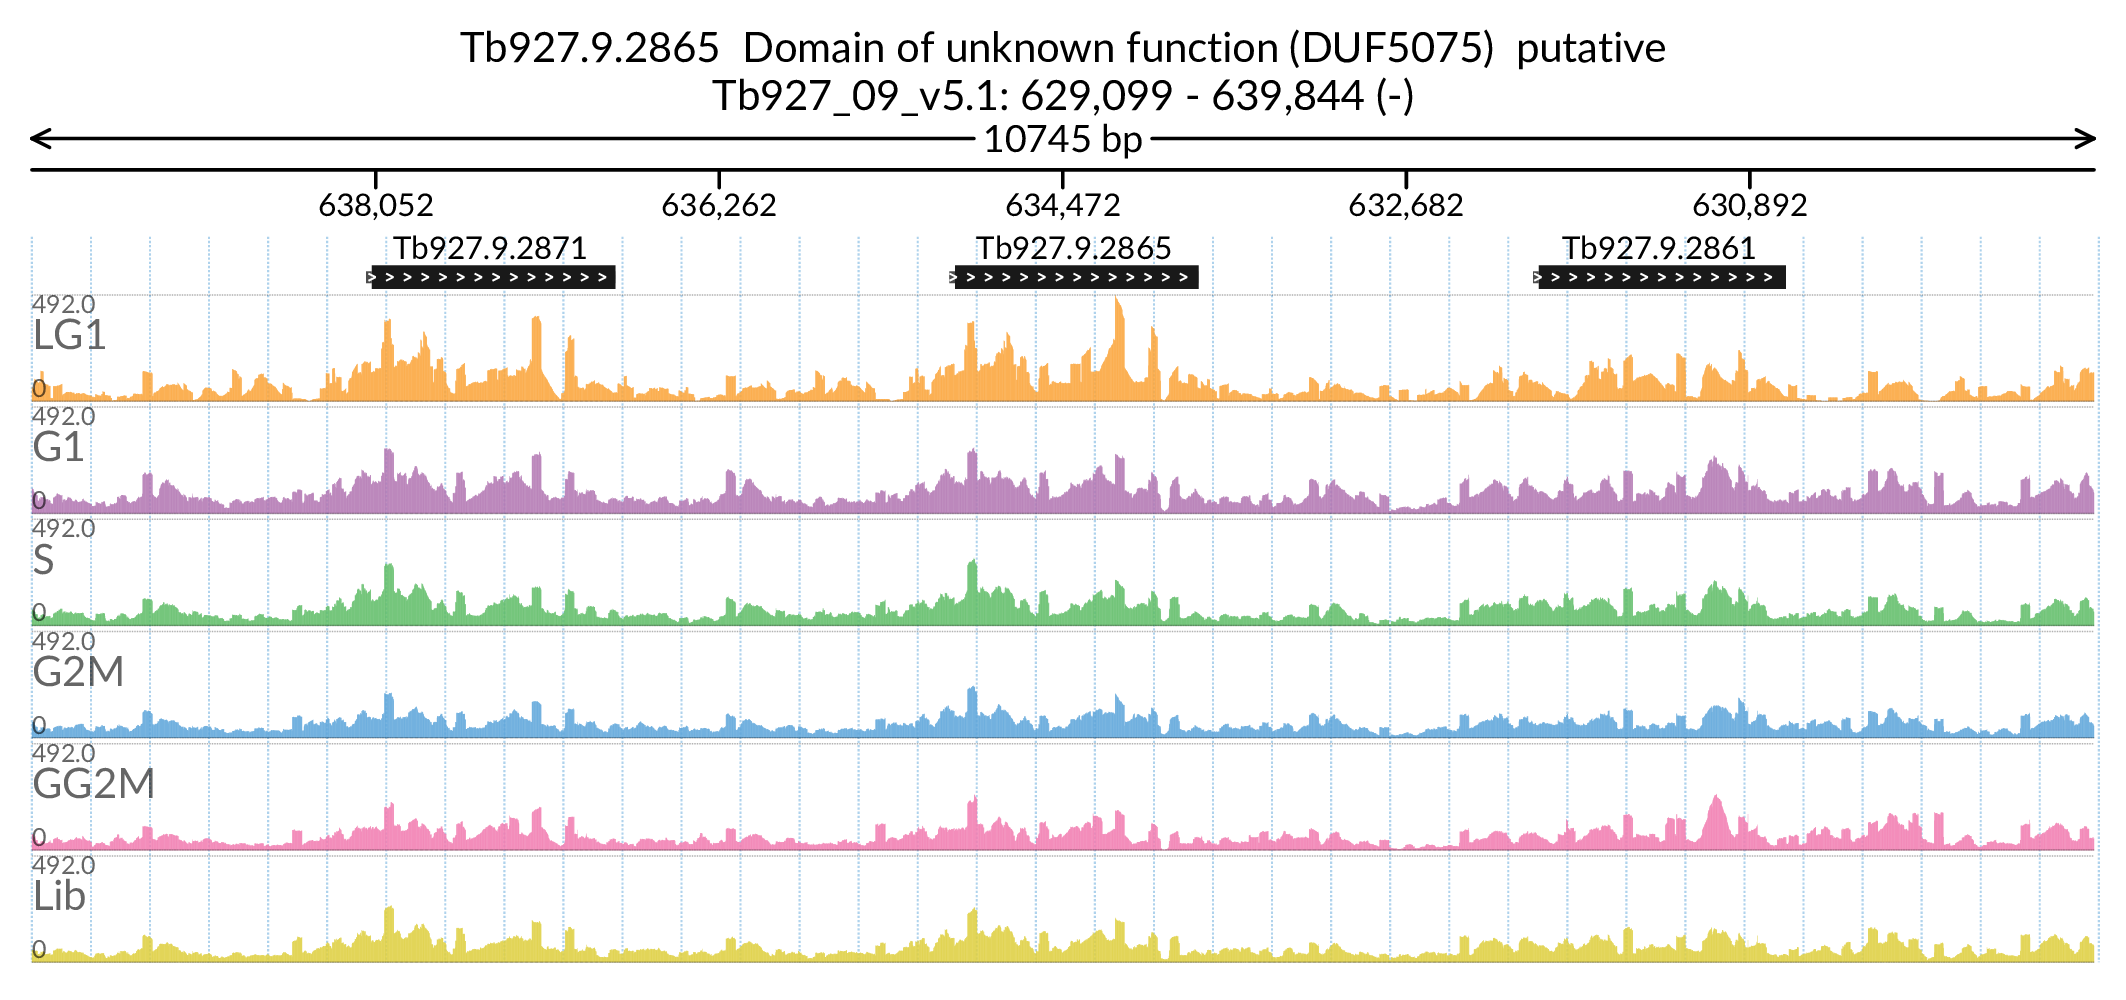 Tb927.9.2865 Domain of unknown function (DUF5075) putative
Tb927_09_v5.1: 629,099 - 639,844 (-)
10745 bp
638,052 636,262 634,472 632,682 630,892
Tb927.9.2871 Tb927.9.2865 Tb927.9.2861
492.0
LG1
0
492.0
G1
0
492.0
S
0
492.0
G2M
0
492.0
GG2M
0
492.0
Lib
0